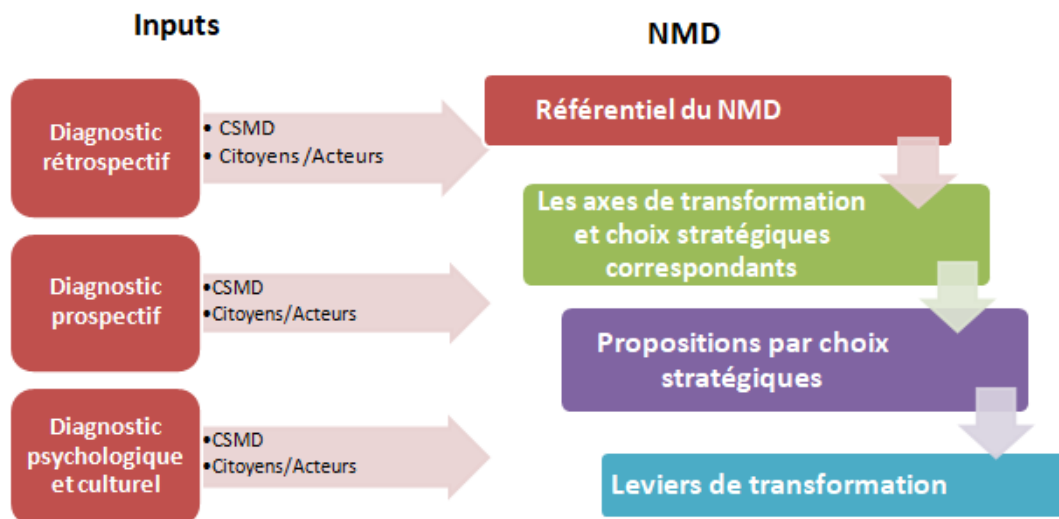 Inputs
NMD
Diagnostic
rétrospectif
• CSMD
• Citoyens /Acteurs
Diagnostic
prospectif
•CSMD
•Citoyens/Acteurs
Diagnostic
psychologique
et culturel
•CSMD
•Citoyens/Acteurs
Référentiel du NMD
Les axes de transformation
et choix stratégiques
correspondants
Propositions par choix
stratégiques
Leviers de transformation